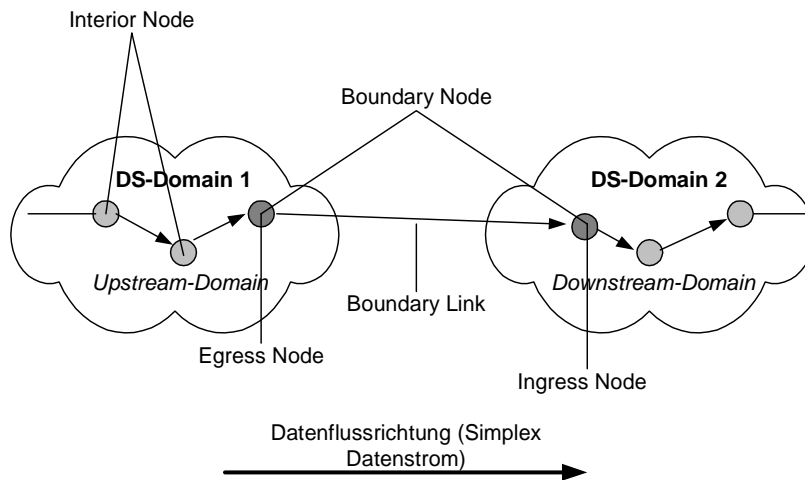 Interior Node
Boundary Node
DS-Domain 1
DS-Domain 2
Upstream-Domain
Downstream-Domain
Boundary Link
Egress Node
Ingress Node
Datenflussrichtung (Simplex
Datenstrom)